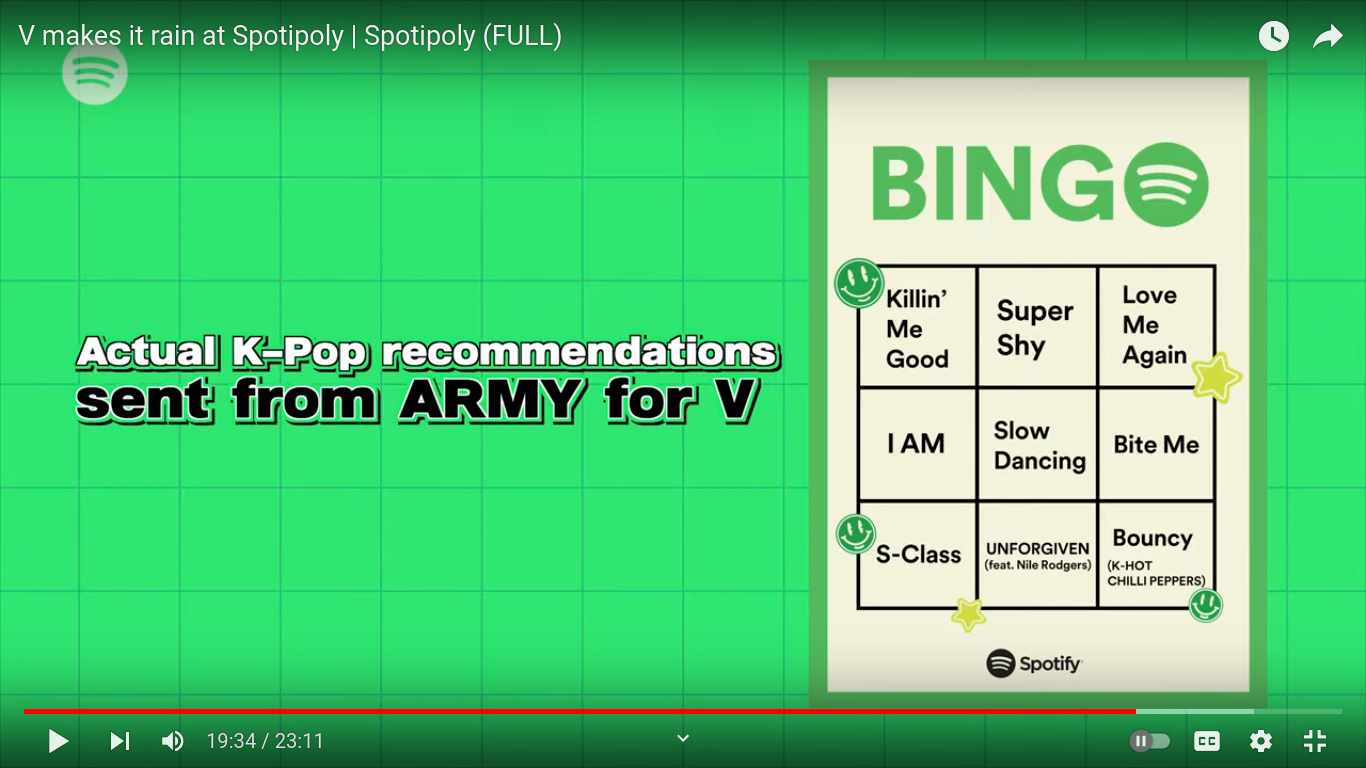 V makes it rain at Spotipoly | Spotipoly (FULL)
BINGO
Actual K-Pop recommendations
sent from ARMY for V
Killin'
Me
Good
Super
Shy
Love
Me
Again
I AM
Slow
Dancing
Bite Me
S-Class
UNFORGIVEN
(feat. Nile Rodgers)
Bouncy
(K-HOT
CHILLI PEPPERS)
Spotify
19:34 / 23:11
CC